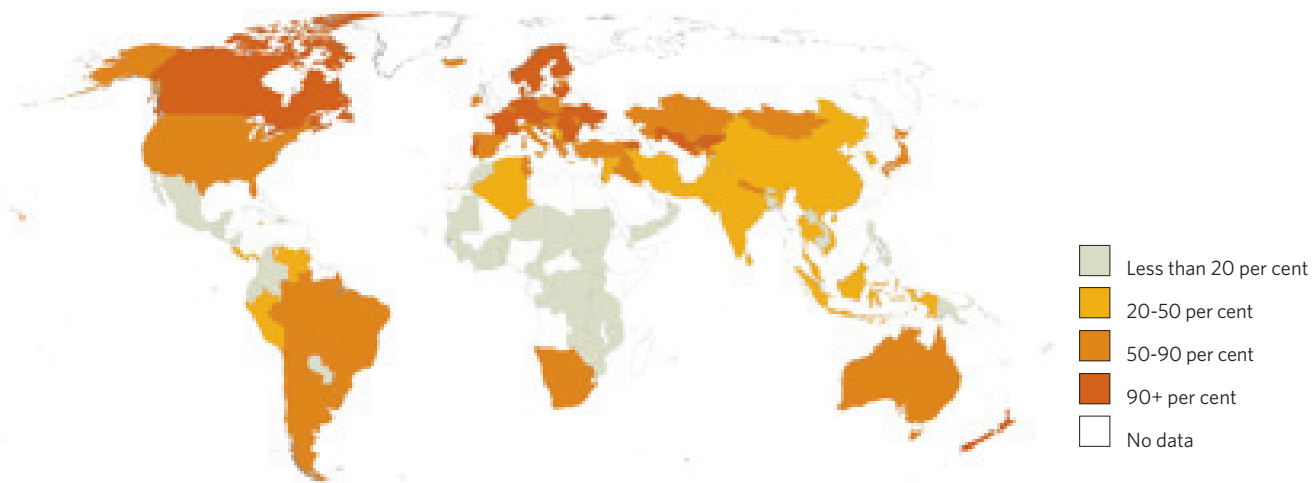 Less than 20 per cent
20-50 per cent
50-90 per cent
90+ per cent
No data